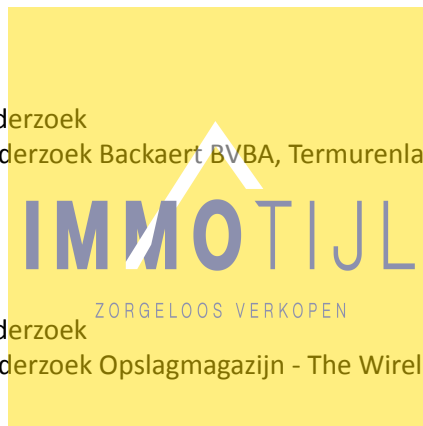 derzoek
derzoek Backaert BVBA, Termurenla
IMMOTIJL
ZORGELOOS VERKOPEN
derzoek
derzoek Opslagmagazijn - The Wirel